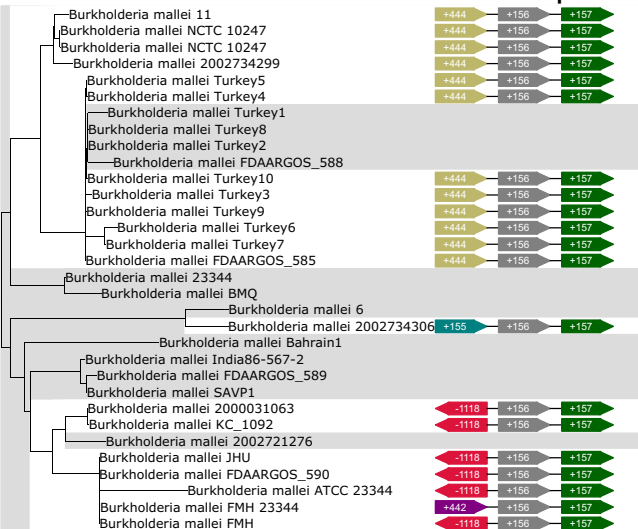 Burkholderia mallei 11 +444 +156 +157
Burkholderia mallei NCTC 10247 +444 +156 +157
Burkholderia mallei NCTC 10247 +444 +156 +157
Burkholderia mallei 2002734299 +444 +156 +157
Burkholderia mallei Turkey5 +444 +156 +157
Burkholderia mallei Turkey4 +444 +156 +157
Burkholderia mallei Turkey1
Burkholderia mallei Turkey8
Burkholderia mallei Turkey2
Burkholderia mallei FDAARGOS_588
Burkholderia mallei Turkey10 +444 +156 +157
Burkholderia mallei Turkey3 +444 +156 +157
Burkholderia mallei Turkey9 +444 +156 +157
Burkholderia mallei Turkey6 +444 +156 +157
Burkholderia mallei Turkey7 +444 +156 +157
Burkholderia mallei FDAARGOS_585 +444 +156 +157
Burkholderia mallei 23344
Burkholderia mallei BMQ
Burkholderia mallei 6
Burkholderia mallei 2002734306 +155 +156 +157
Burkholderia mallei Bahrain1
Burkholderia mallei India86-567-2
Burkholderia mallei FDAARGOS_589
Burkholderia mallei SAVP1
Burkholderia mallei 2000031063 -1118 +156 +157
Burkholderia mallei KC_1092 -1118 +156 +157
Burkholderia mallei 2002721276
Burkholderia mallei JHU -1118 +156 +157
Burkholderia mallei FDAARGOS_590 -1118 +156 +157
Burkholderia mallei ATCC 23344 -1118 +156 +157
Burkholderia mallei FMH 23344 +442 +156 +157
Burkholderia mallei FMH -1118 +156 +157